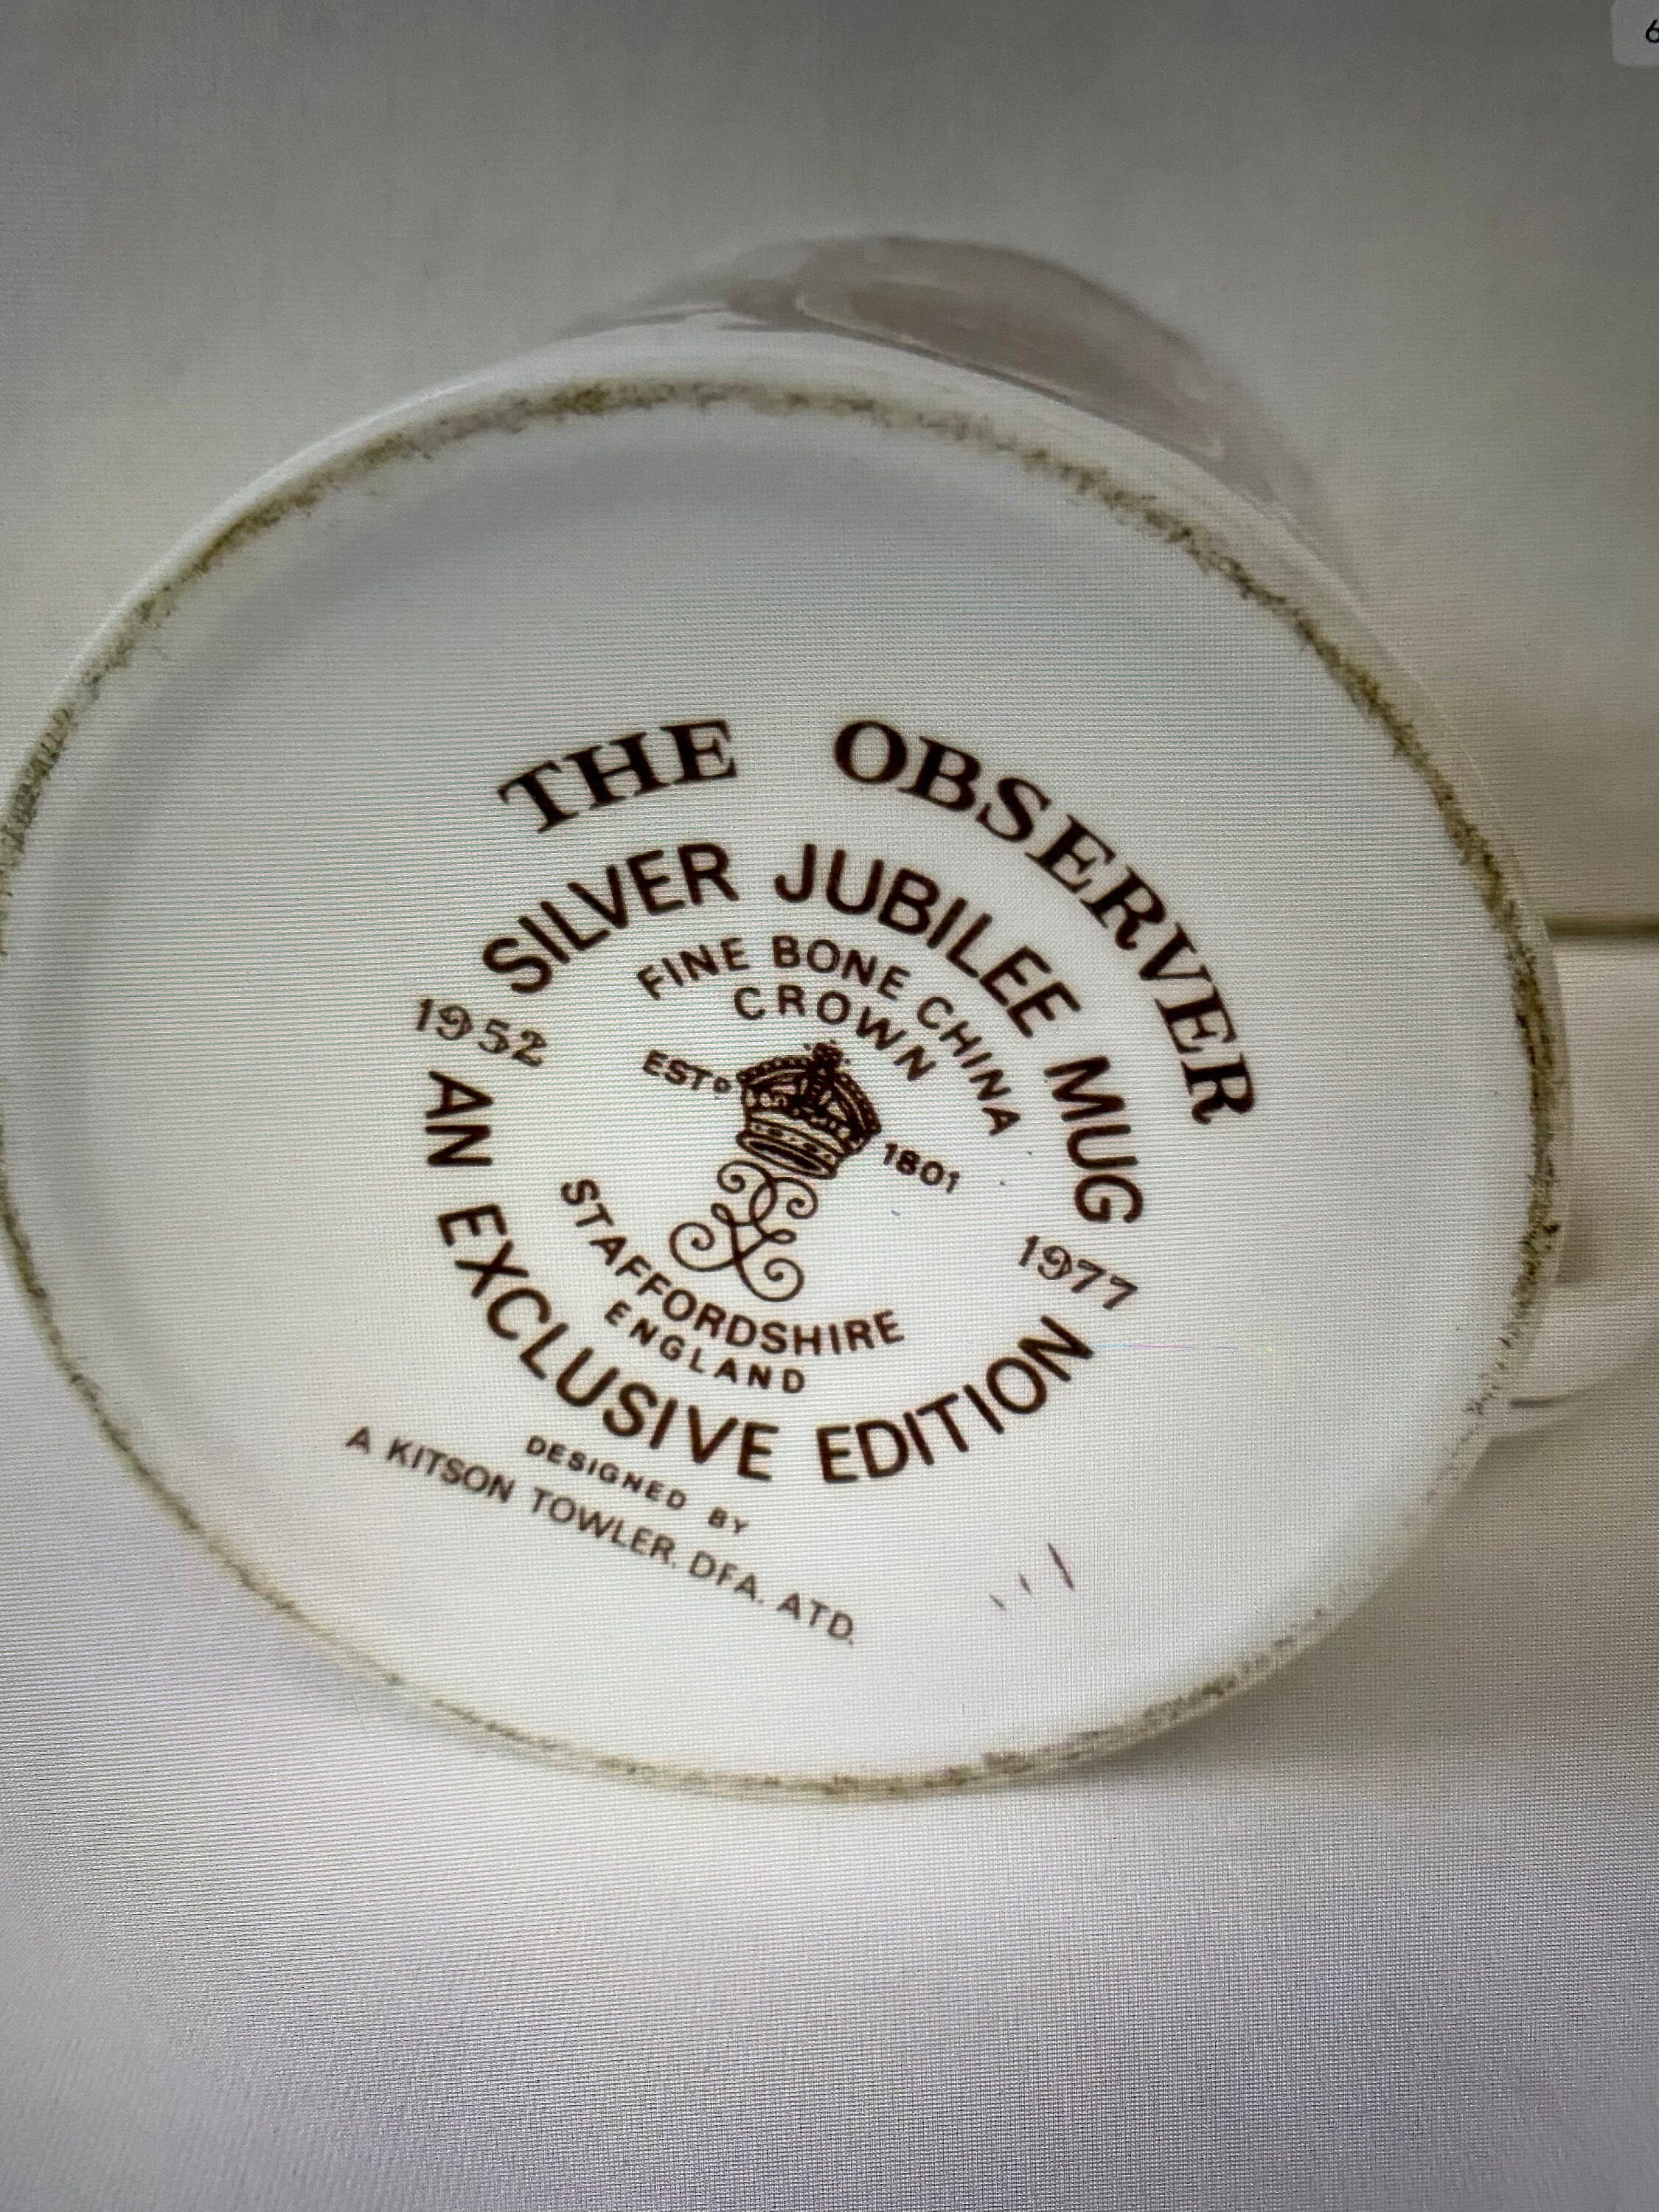 6
THE OBSERVER
SILVER JUBILEE MUG
FINE BONE CHINA
CROWN
1952
ESTD
1801
1977
STAFFORDSHIRE
ENGLAND
AN EXCLUSIVE EDITION
DESIGNED BY
A KITSON TOWLER. DFA. ATD.